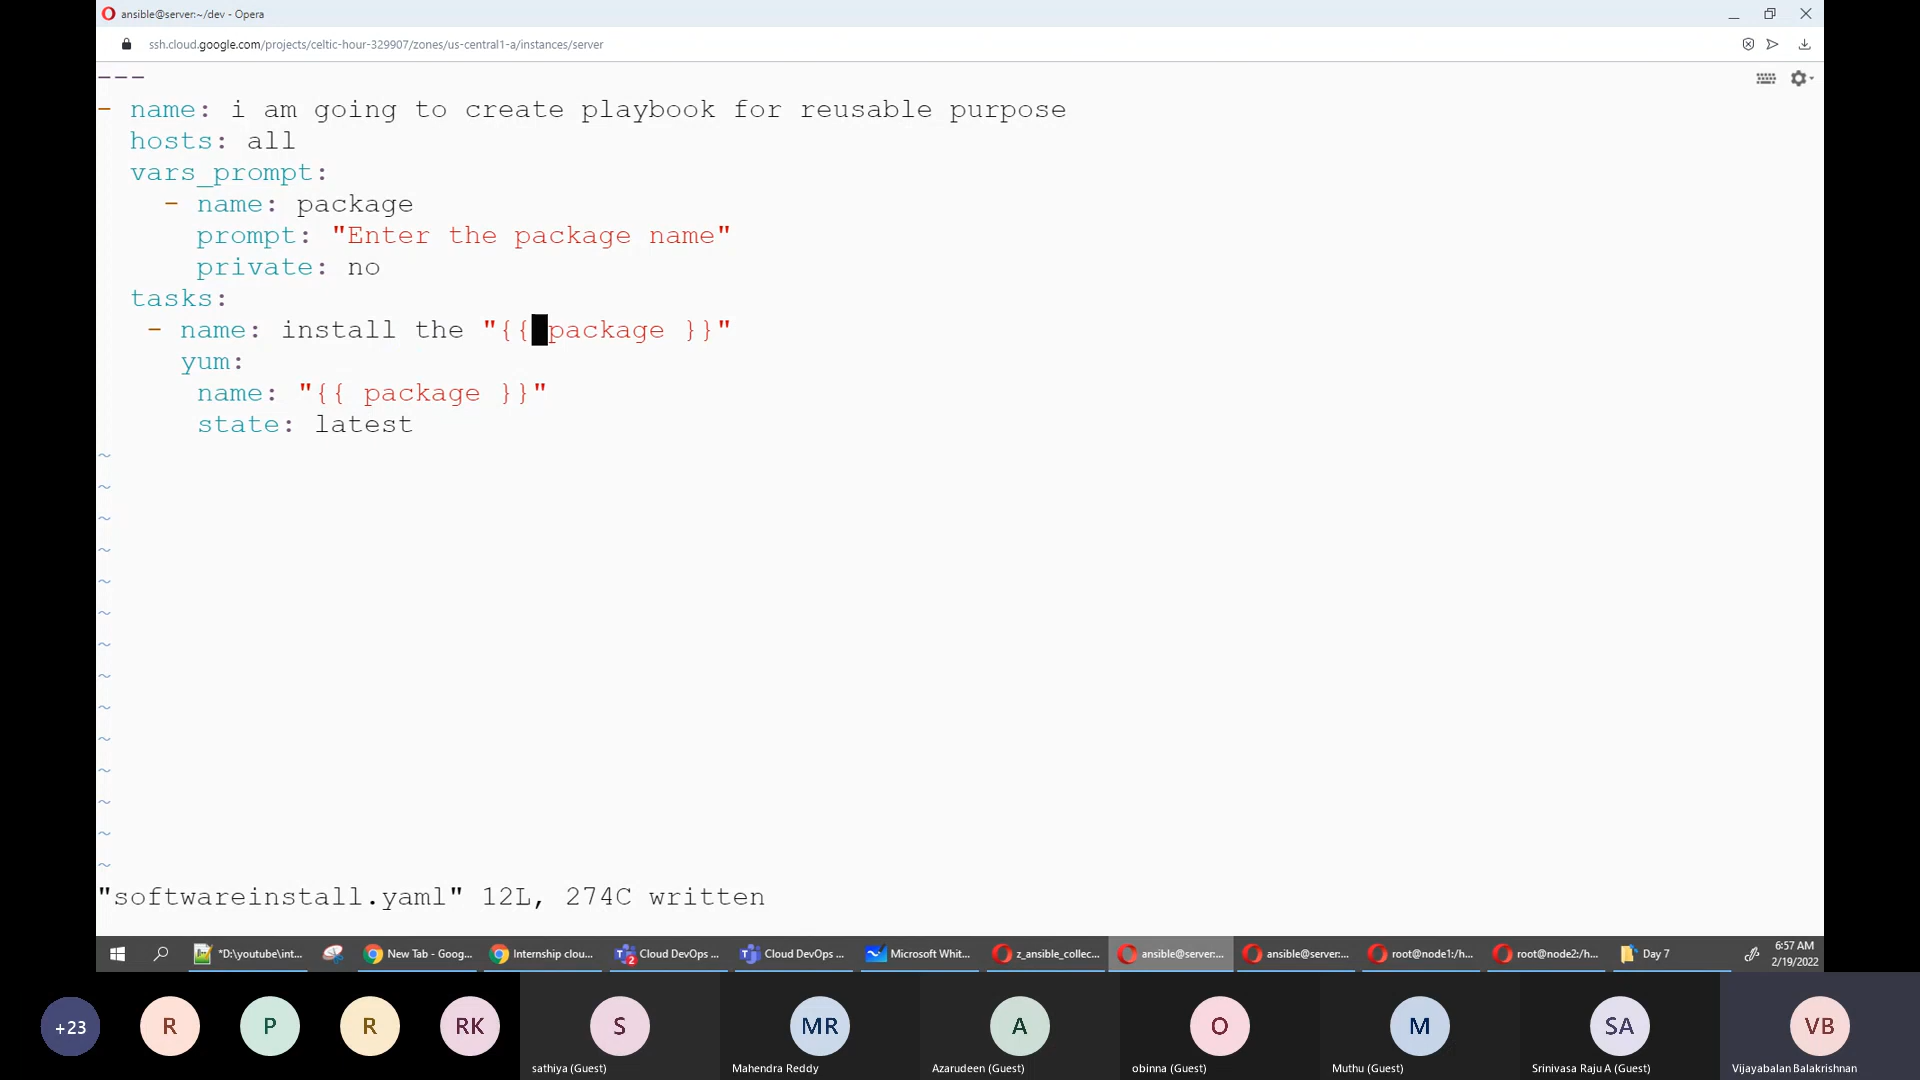 ansible@server:~/dev - Opera
ssh.cloud.google.com/projects/celtic-hour-329907/zones/us-central1-a/instances/server
---
- name: i am going to create playbook for reusable purpose
  hosts: all
  vars_prompt:
    - name: package
      prompt: "Enter the package name"
      private: no
  tasks:
   - name: install the "{{ package }}"
     yum:
      name: "{{ package }}"
      state: latest
~
~
~
~
~
~
~
~
~
~
~
~
~
~
"softwareinstall.yaml" 12L, 274C written
*D:\youtube\int... New Tab - Goog... Internship clou... 2 Cloud DevOps ... Cloud DevOps ... Microsoft Whit... z_ansible_collec... ansible@server:... ansible@server:... root@node1:/h... root@node2:/h... Day 7 6:57 AM
2/19/2022
+23 R P R RK S MR A O M SA VB
sathiya (Guest) Mahendra Reddy Azarudeen (Guest) obinna (Guest) Muthu (Guest) Srinivasa Raju A (Guest) Vijayabalan Balakrishnan